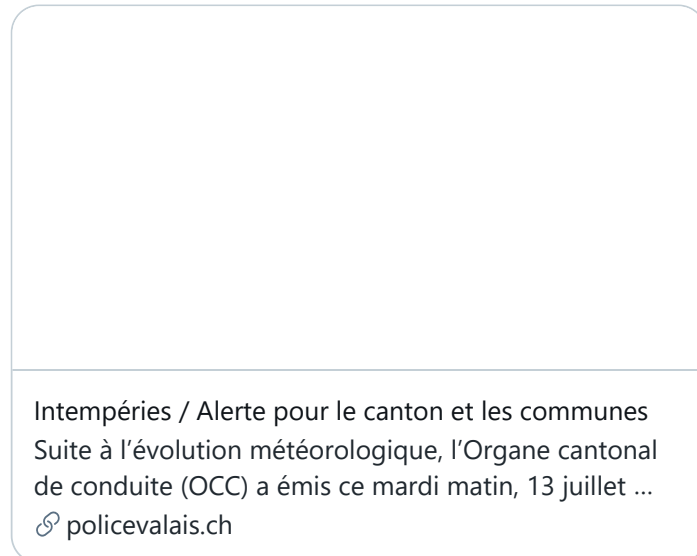 Intempéries / Alerte pour le canton et les communes
Suite à l’évolution météorologique, l’Organe cantonal
de conduite (OCC) a émis ce mardi matin, 13 juillet ...
policevalais.ch